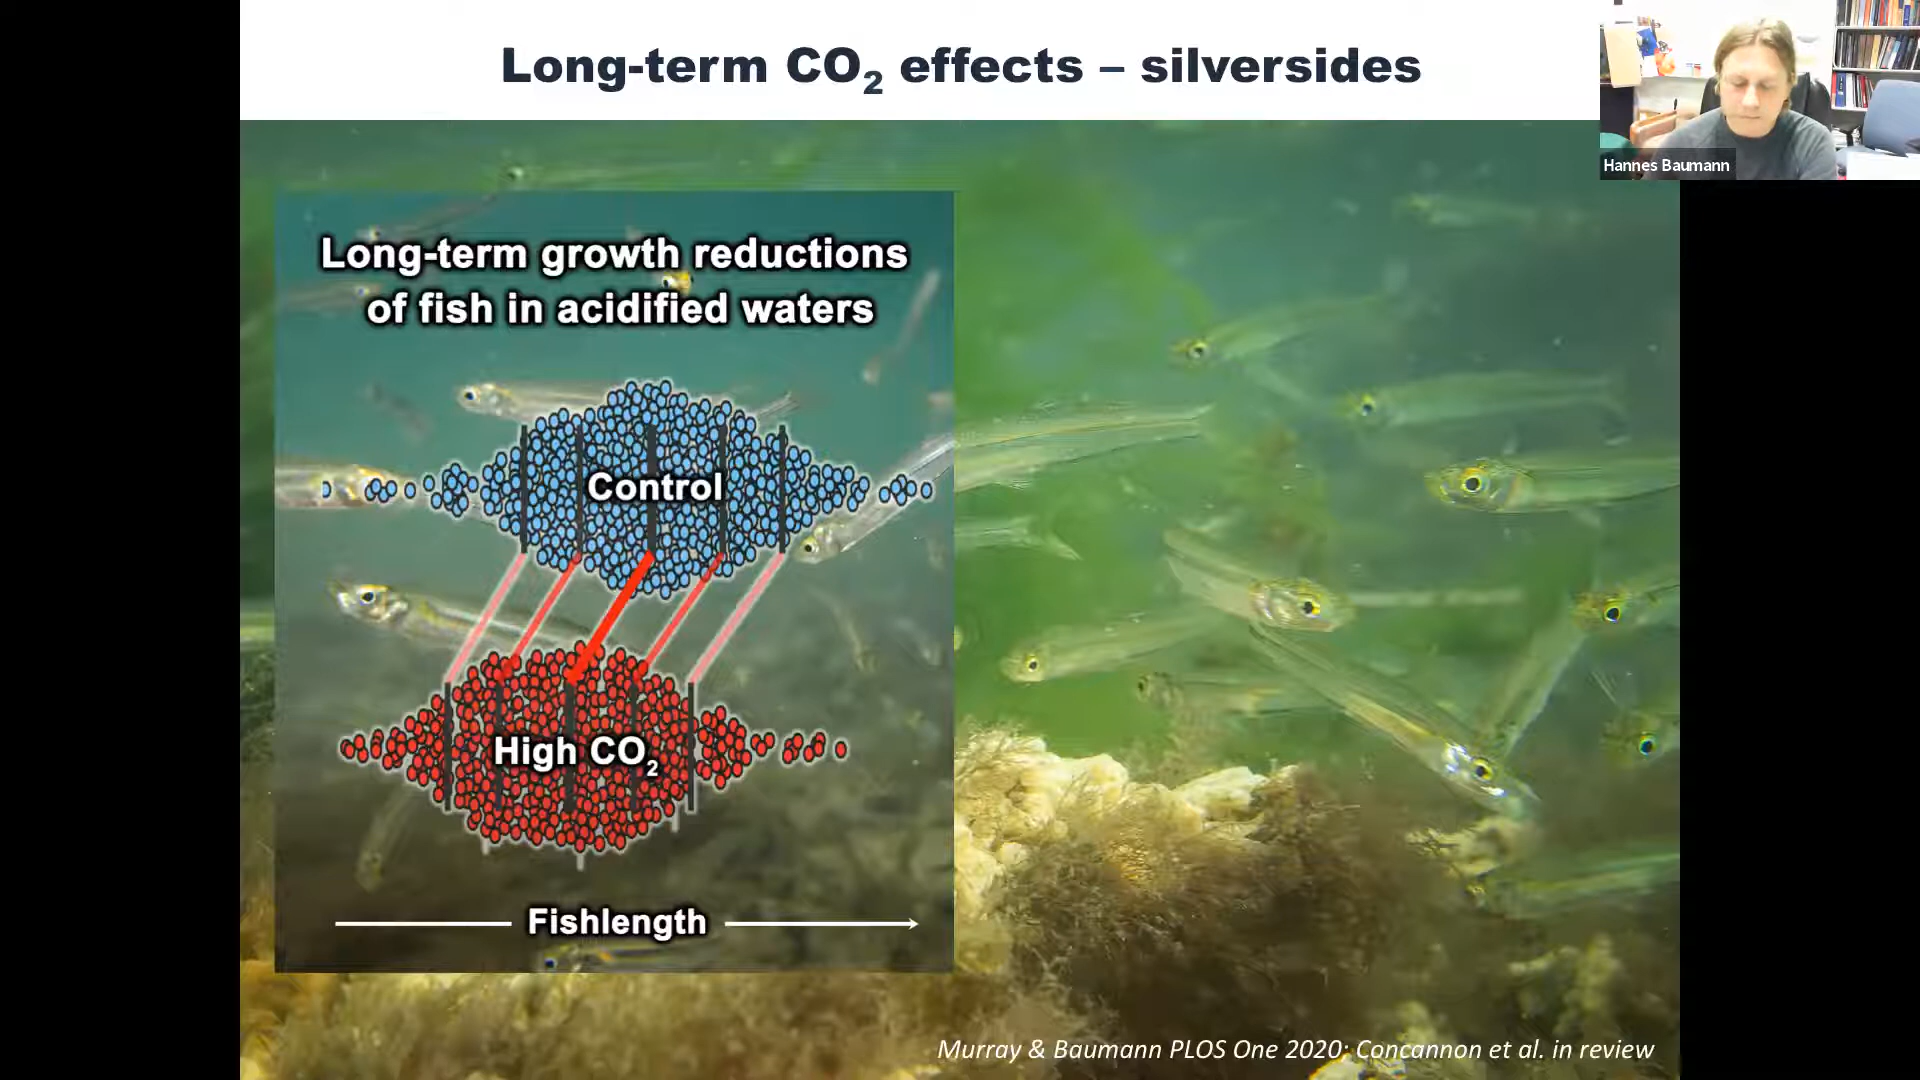 Long-term CO₂ effects – silversides
Hannes Baumann
Long-term growth reductions
of fish in acidified waters
Control
High CO₂
Fishlength
Murray & Baumann PLOS One 2020; Concannon et al. in review